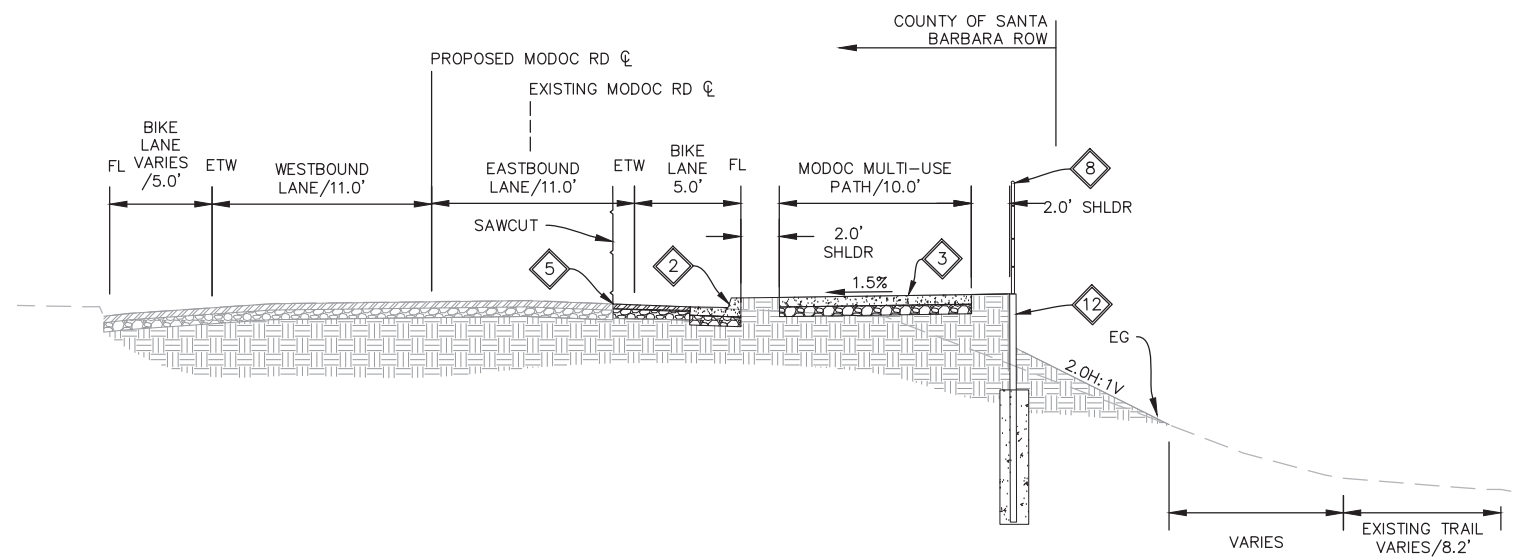 COUNTY OF SANTA
BARBARA ROW
PROPOSED MODOC RD ℄
EXISTING MODOC RD ℄
BIKE
LANE
VARIES
/5.0'
FL
ETW
WESTBOUND
LANE/11.0'
EASTBOUND
LANE/11.0'
ETW
BIKE
LANE
5.0'
FL
MODOC MULTI-USE
PATH/10.0'
8
2.0' SHLDR
SAWCUT
2.0'
SHLDR
5
2
3
1.5%
12
EG
2.0H:1V
VARIES
EXISTING TRAIL
VARIES/8.2'